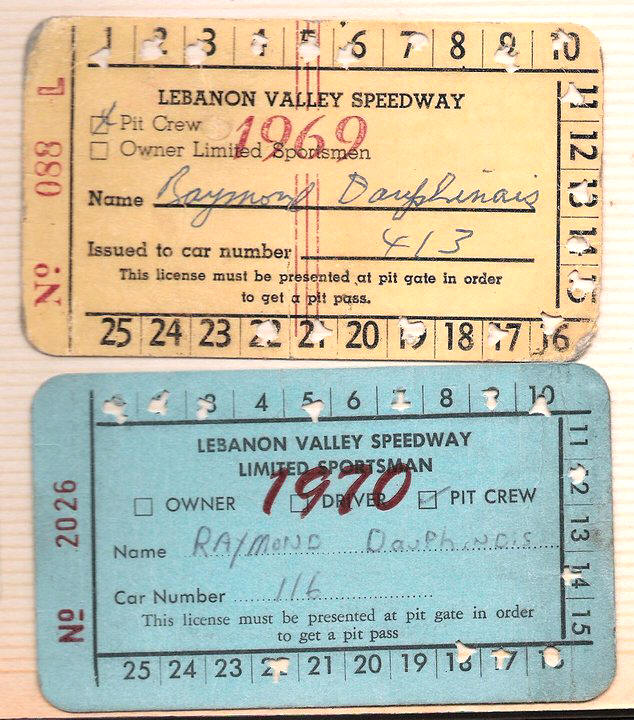 1 2 3 4 5 6 7 8 9 10
LEBANON VALLEY SPEEDWAY
Pit Crew 1969
Owner Limited Sportsmen
Name Raymond Dauphinais
Issued to car number 413
This license must be presented at pit gate in order
to get a pit pass.
11 12 13 14 15
25 24 23 22 21 20 19 18 17 16
No 088 L
3 4 5 6 7 8 9 10
LEBANON VALLEY SPEEDWAY
LIMITED SPORTSMAN
1970
OWNER DRIVER PIT CREW
Name RAYMOND DAUPHINAIS
Car Number 116
This license must be presented at pit gate in order
to get a pit pass
11 12 13 14 15
25 24 23 22 21 20 19 18 17 16
No 2026